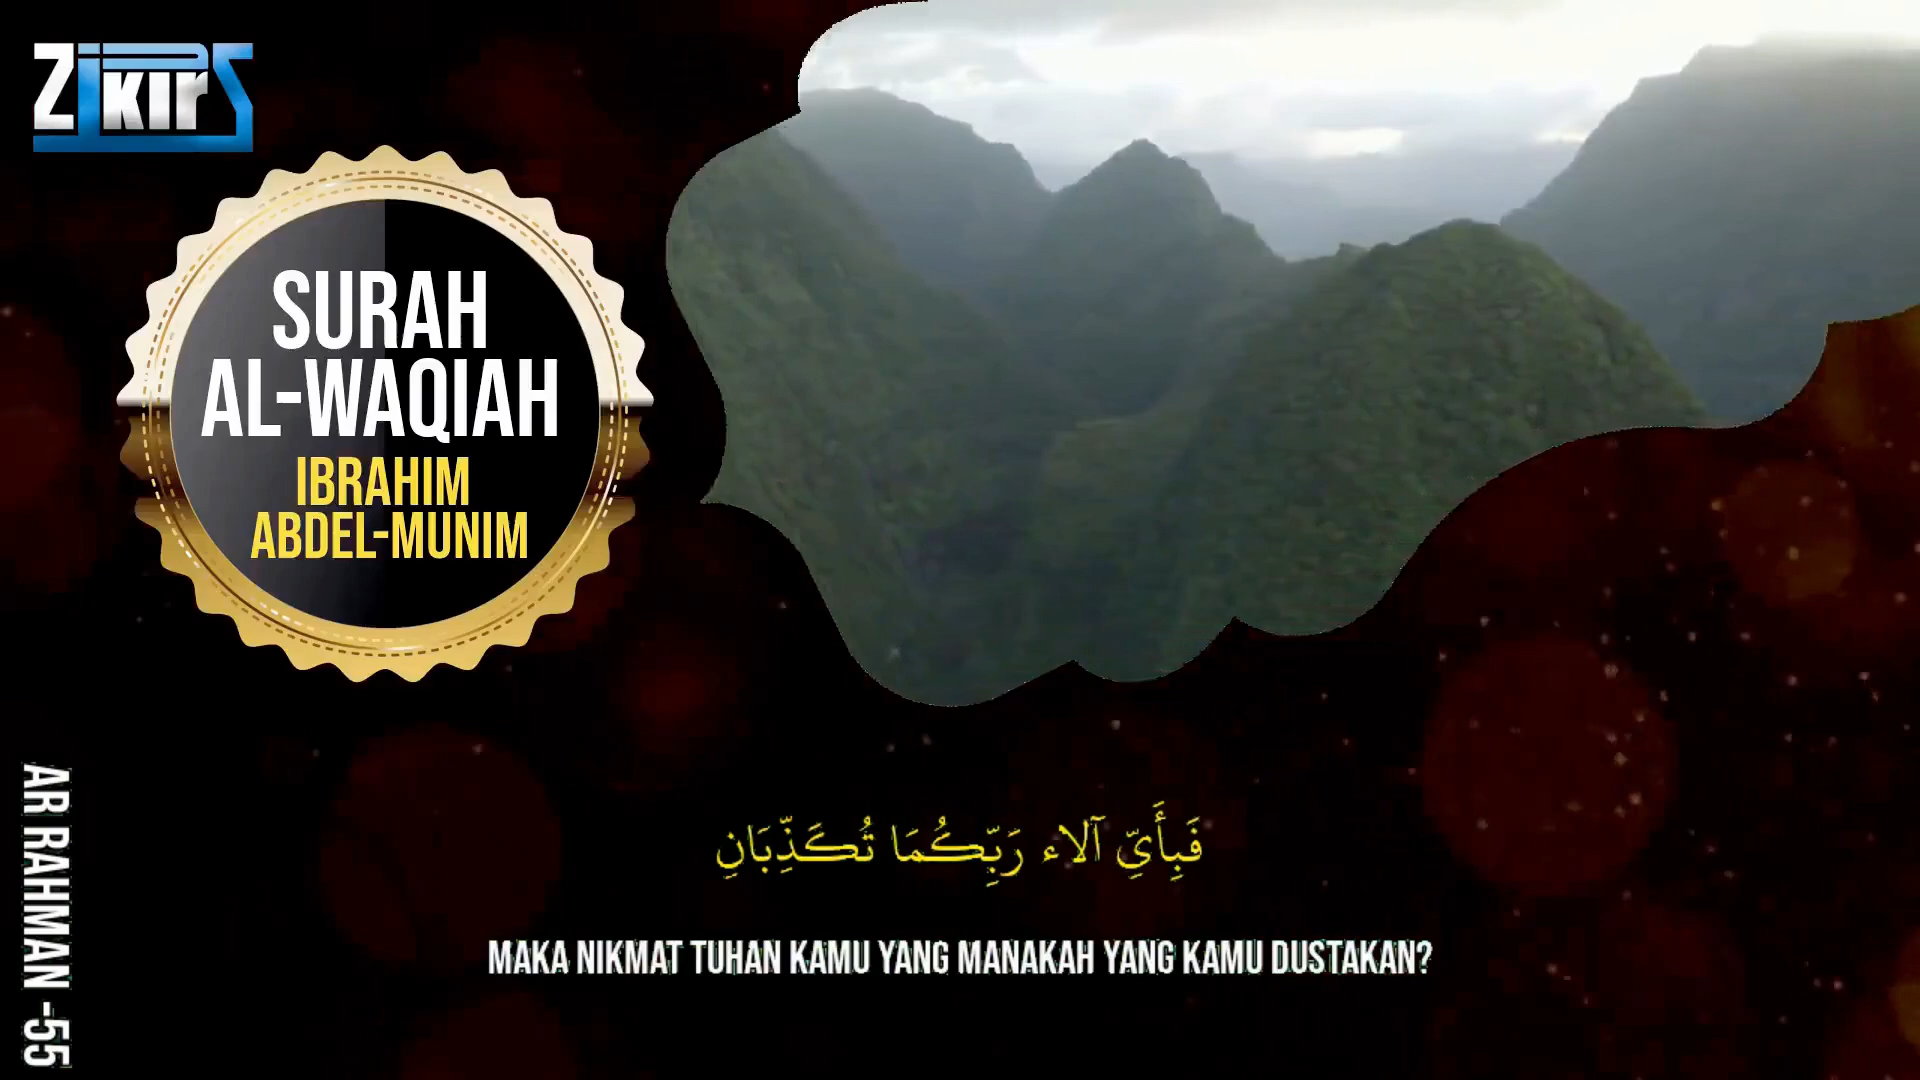 ZikirS
SURAH
AL-WAQIAH
IBRAHIM
ABDEL-MUNIM
AR RAHMAN -55
فَبِأَيِّ آلاء رَبِّكُمَا تُكَذِّبَانِ
MAKA NIKMAT TUHAN KAMU YANG MANAKAH YANG KAMU DUSTAKAN?